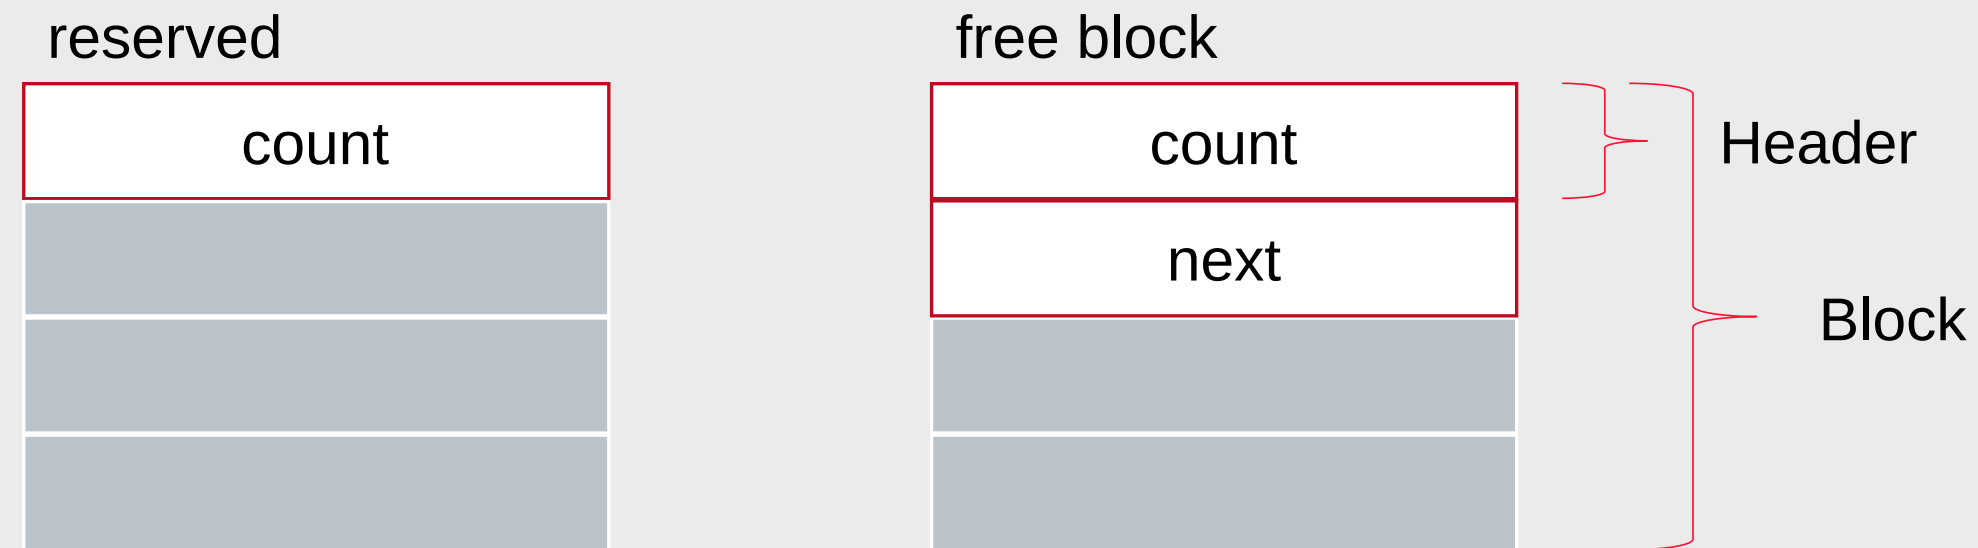 reserved
free block
count
count
Header
next
Block